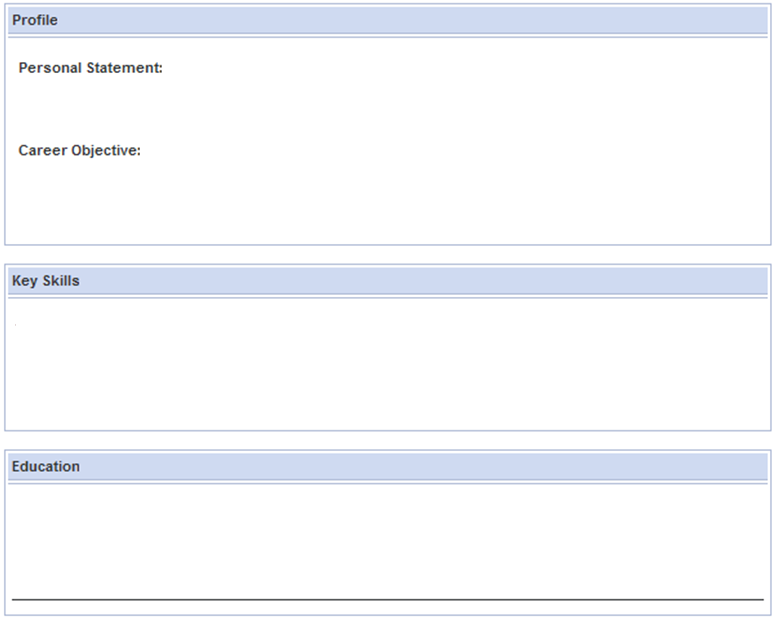 Profile
Personal Statement:
Career Objective:
Key Skills
Education